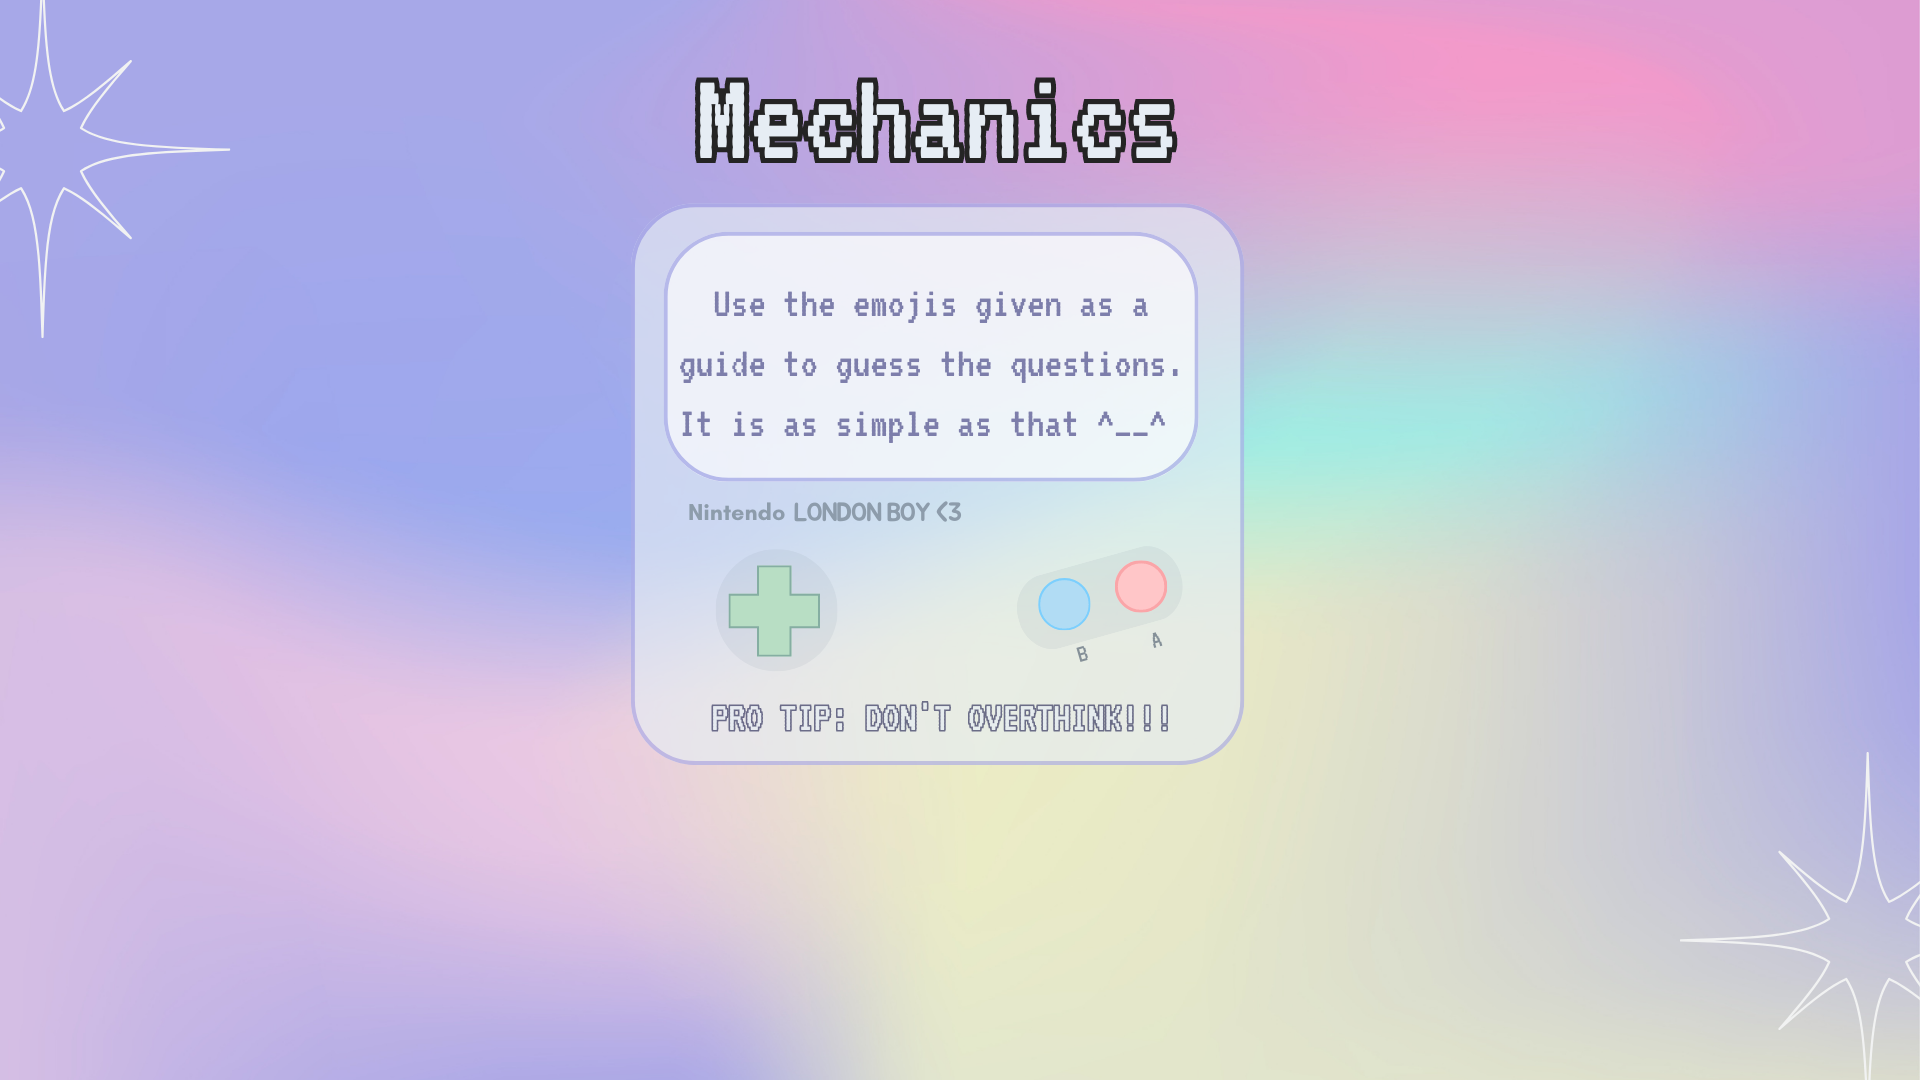 Mechanics
Use the emojis given as a
guide to guess the questions.
It is as simple as that ^__^
Nintendo LONDON BOY <3
B
A
PRO TIP: DON'T OVERTHINK!!!